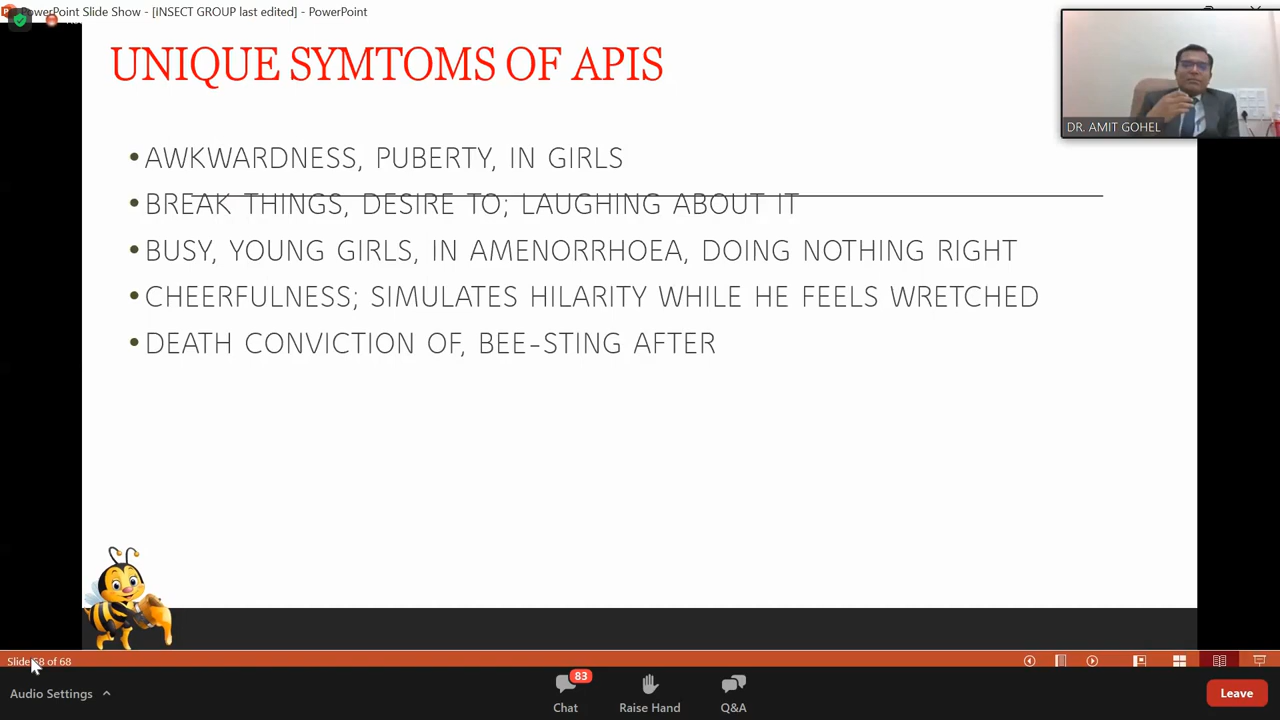 PowerPoint Slide Show - [INSECT GROUP last edited] - PowerPoint
UNIQUE SYMTOMS OF APIS
DR. AMIT GOHEL
• AWKWARDNESS, PUBERTY, IN GIRLS
• BREAK THINGS, DESIRE TO; LAUGHING ABOUT IT
• BUSY, YOUNG GIRLS, IN AMENORRHOEA, DOING NOTHING RIGHT
• CHEERFULNESS; SIMULATES HILARITY WHILE HE FEELS WRETCHED
• DEATH CONVICTION OF, BEE-STING AFTER
Slide 68 of 68
Audio Settings
83
Chat
Raise Hand
Q&A
Leave